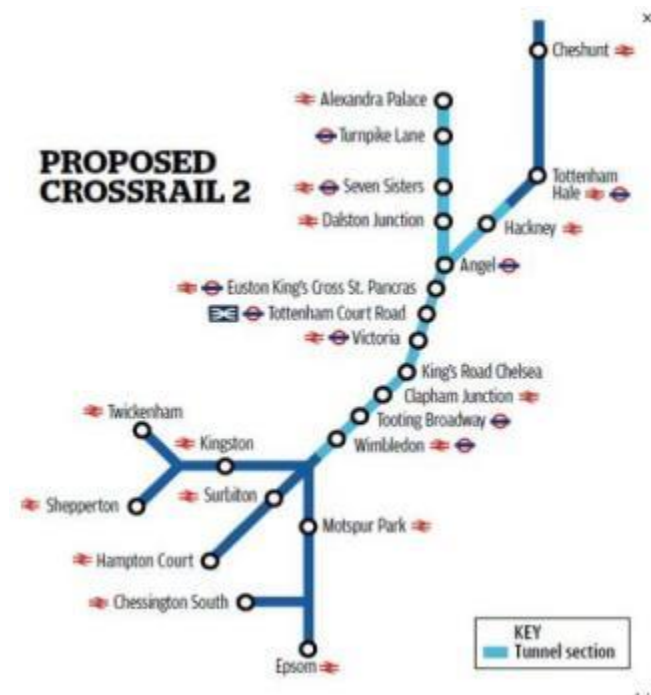 Cheshunt
Alexandra Palace
Turnpike Lane
PROPOSED
CROSSRAIL 2
Seven Sisters
Tottenham
Hale
Dalston Junction
Hackney
Angel
Euston King's Cross St. Pancras
Tottenham Court Road
Victoria
King's Road Chelsea
Clapham Junction
Twickenham
Tooting Broadway
Kingston
Wimbledon
Surbiton
Shepperton
Motspur Park
Hampton Court
Chessington South
KEY
Tunnel section
Epsom